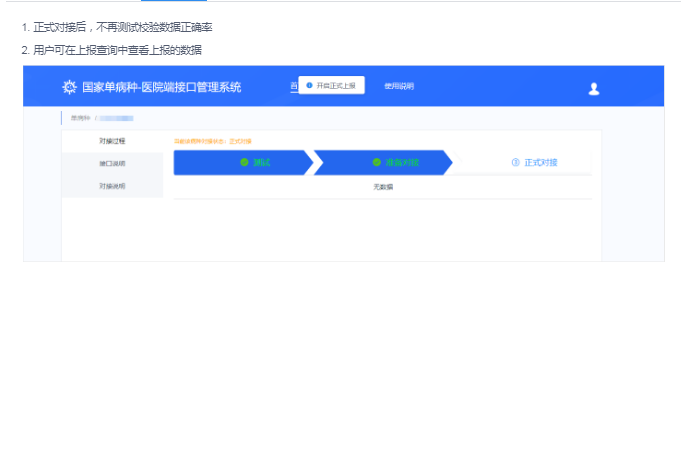 1. 正式对接后，不再测试校验数据正确率
2. 用户可在上报查询中查看上报的数据
国家单病种-医院端接口管理系统
首
开启正式上报
使用说明
单病种 /
对接过程
当前该病种对接状态：正式对接
测试
准备对接
③ 正式对接
接口说明
无数据
对接说明